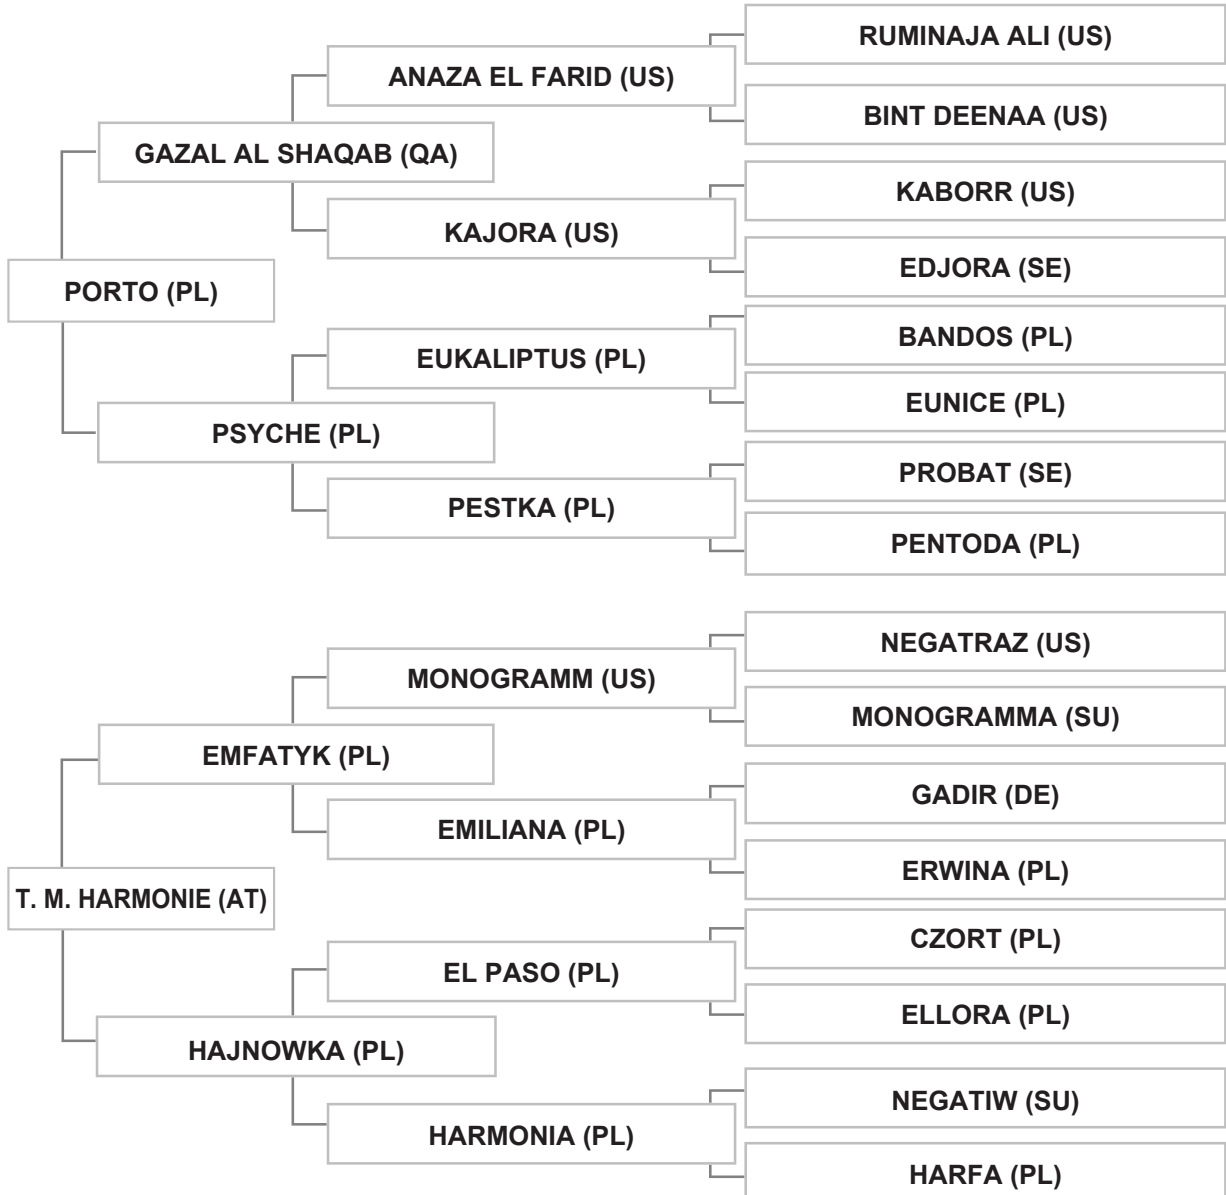 RUMINAJA ALI (US)
ANAZA EL FARID (US)
BINT DEENAA (US)
GAZAL AL SHAQAB (QA)
KABORR (US)
KAJORA (US)
EDJORA (SE)
PORTO (PL)
BANDOS (PL)
EUKALIPTUS (PL)
EUNICE (PL)
PSYCHE (PL)
PROBAT (SE)
PESTKA (PL)
PENTODA (PL)
NEGATRAZ (US)
MONOGRAMM (US)
MONOGRAMMA (SU)
EMFATYK (PL)
GADIR (DE)
EMILIANA (PL)
ERWINA (PL)
T. M. HARMONIE (AT)
CZORT (PL)
EL PASO (PL)
ELLORA (PL)
HAJNOWKA (PL)
NEGATIW (SU)
HARMONIA (PL)
HARFA (PL)